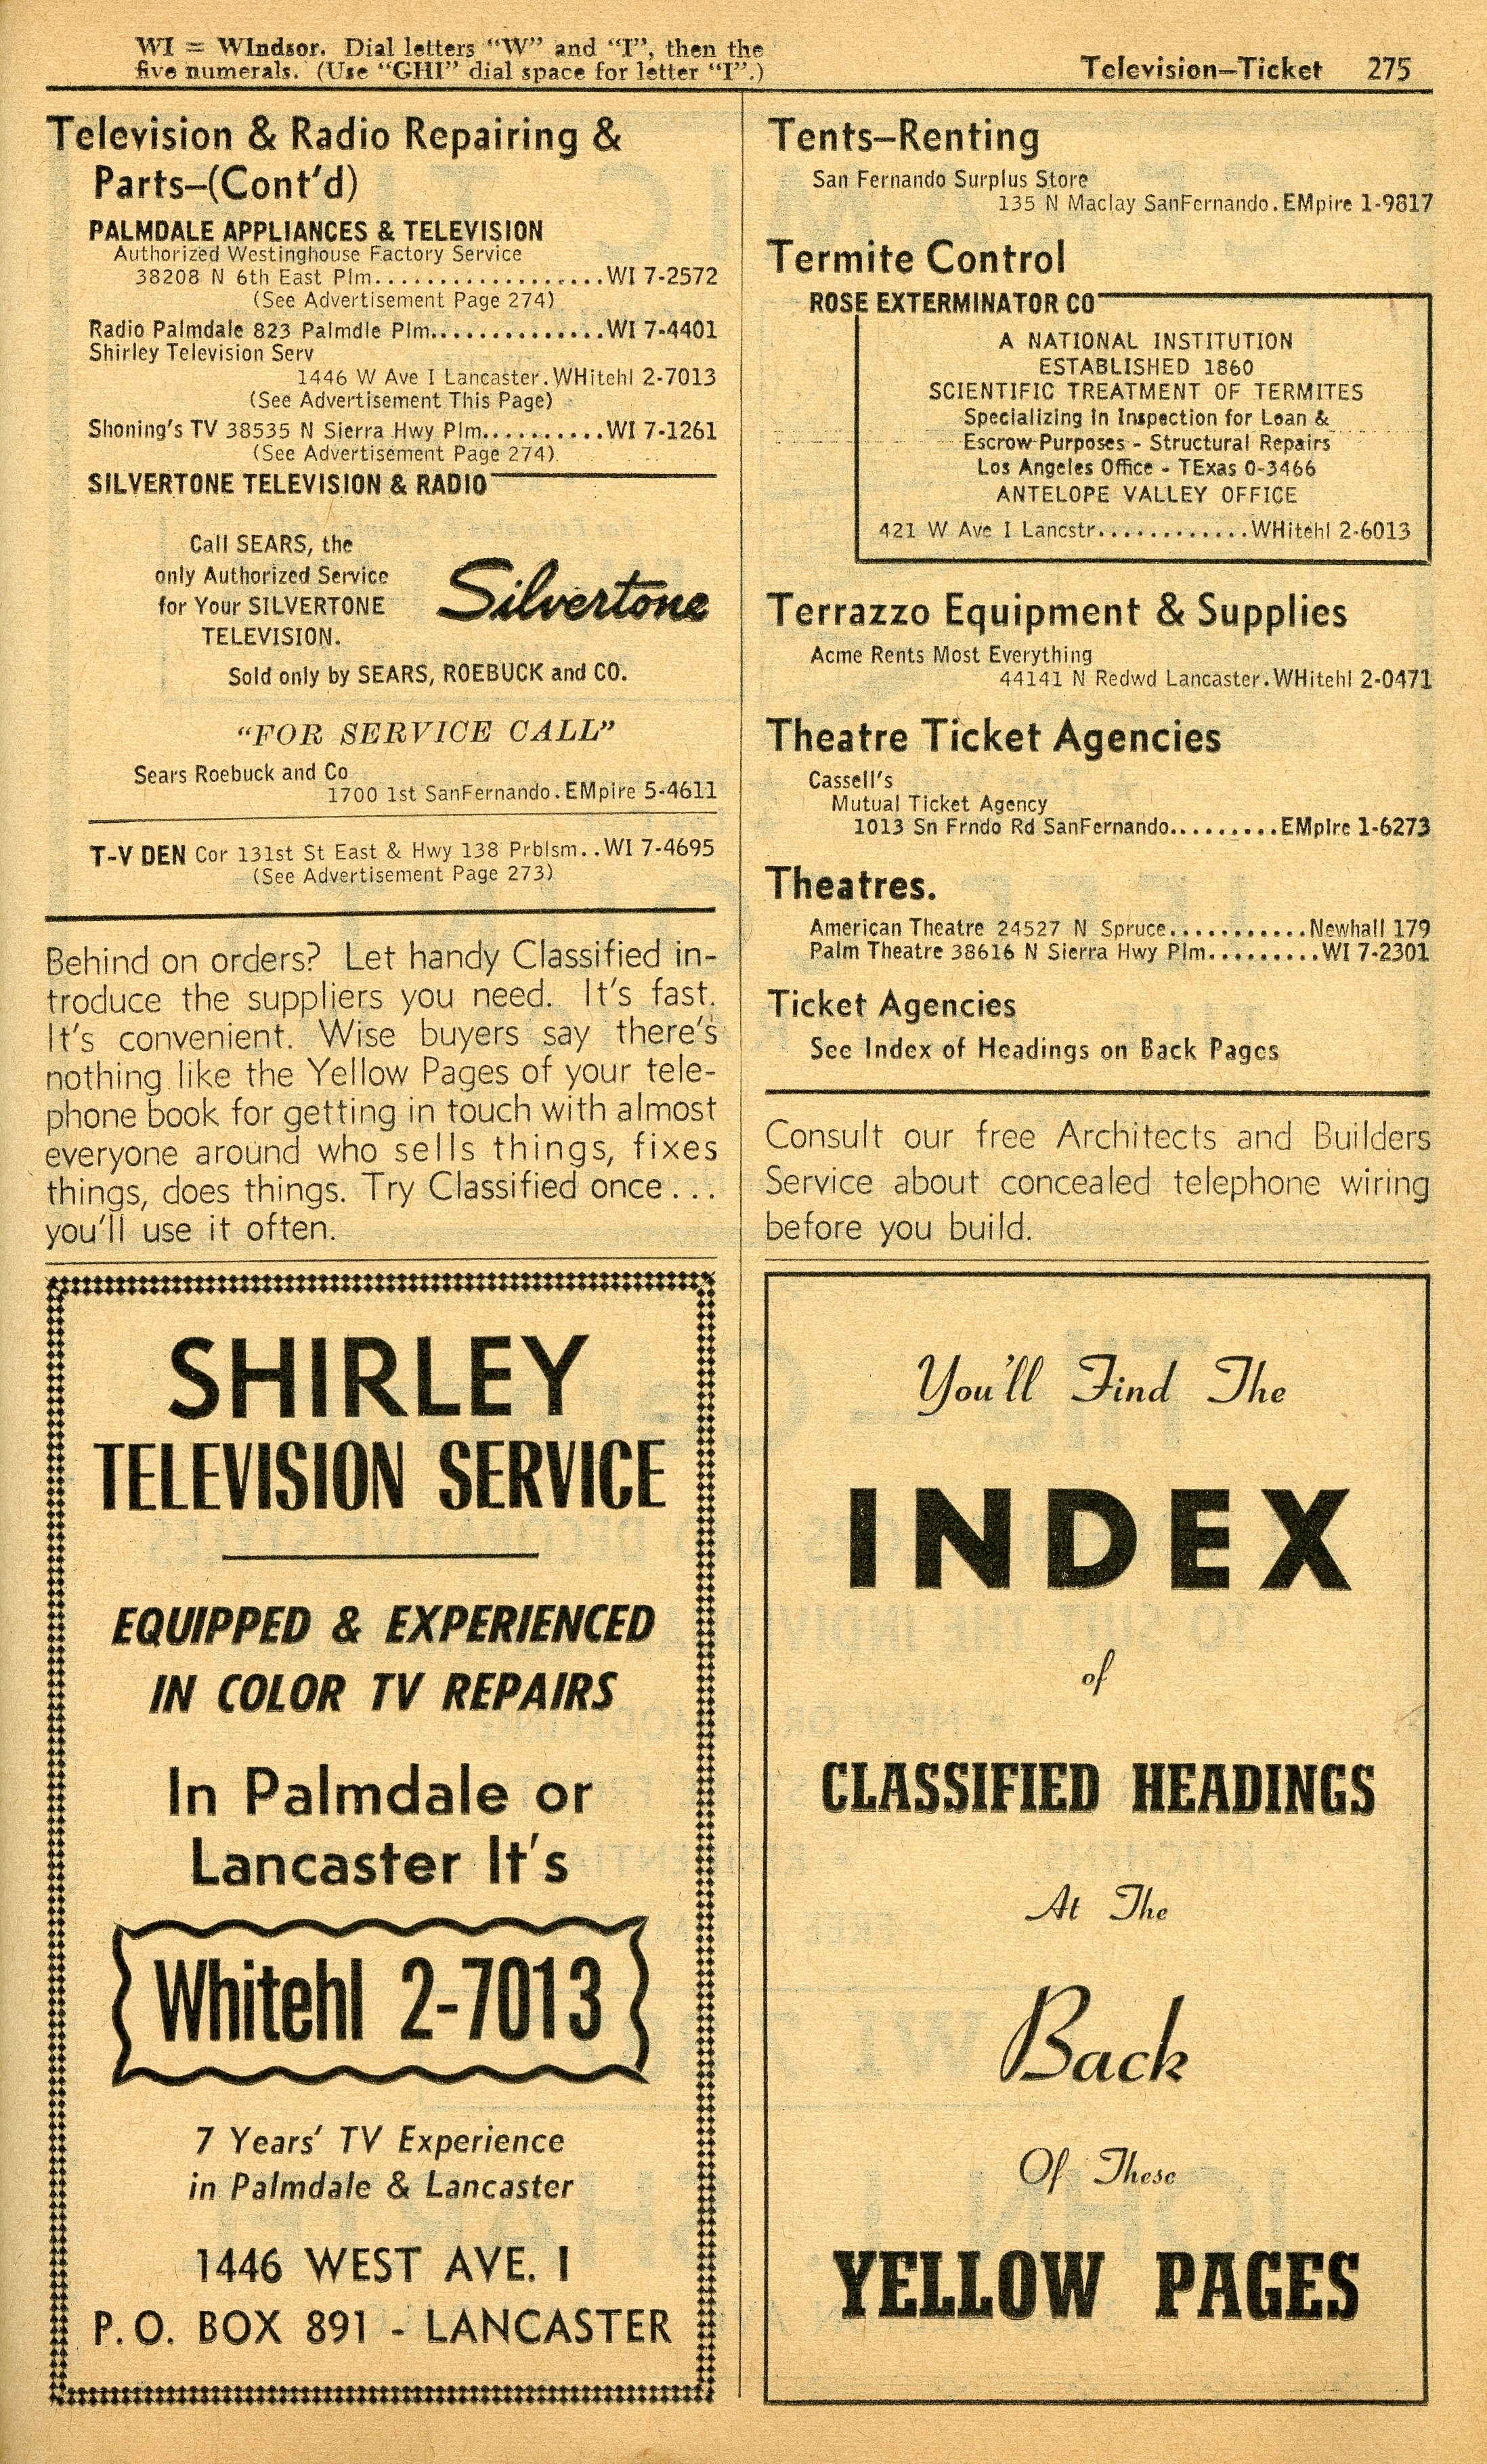 WI = WIndsor. Dial letters “W” and “I”, then the
five numerals. (Use “GHI” dial space for letter “I”.)
Television–Ticket 275
Television & Radio Repairing &
Parts–(Cont'd)
PALMDALE APPLIANCES & TELEVISION
Authorized Westinghouse Factory Service
38208 N 6th East Plm....................WI 7-2572
(See Advertisement Page 274)
Radio Palmdale 823 Palmdle Plm..............WI 7-4401
Shirley Television Serv
1446 W Ave I Lancaster.WHitehl 2-7013
(See Advertisement This Page)
Shoning's TV 38535 N Sierra Hwy Plm..........WI 7-1261
(See Advertisement Page 274)
SILVERTONE TELEVISION & RADIO
Call SEARS, the
only Authorized Service
for Your SILVERTONE
TELEVISION.
Silvertone
Sold only by SEARS, ROEBUCK and CO.
“FOR SERVICE CALL”
Sears Roebuck and Co
1700 1st SanFernando.EMpire 5-4611
T-V DEN Cor 131st St East & Hwy 138 Prblsm..WI 7-4695
(See Advertisement Page 273)
Behind on orders? Let handy Classified in-
troduce the suppliers you need. It's fast.
It's convenient. Wise buyers say there's
nothing like the Yellow Pages of your tele-
phone book for getting in touch with almost
everyone around who sells things, fixes
things, does things. Try Classified once...
you'll use it often.
SHIRLEY
TELEVISION SERVICE
EQUIPPED & EXPERIENCED
IN COLOR TV REPAIRS
In Palmdale or
Lancaster It's
Whitehl 2-7013
7 Years' TV Experience
in Palmdale & Lancaster
1446 WEST AVE. I
P. O. BOX 891 - LANCASTER
Tents–Renting
San Fernando Surplus Store
135 N Maclay SanFernando.EMpire 1-9817
Termite Control
ROSE EXTERMINATOR CO
A NATIONAL INSTITUTION
ESTABLISHED 1860
SCIENTIFIC TREATMENT OF TERMITES
Specializing in Inspection for Loan &
Escrow Purposes - Structural Repairs
Los Angeles Office - TExas 0-3466
ANTELOPE VALLEY OFFICE
421 W Ave I Lancstr............WHitehl 2-6013
Terrazzo Equipment & Supplies
Acme Rents Most Everything
44141 N Redwd Lancaster.WHitehl 2-0471
Theatre Ticket Agencies
Cassell's
Mutual Ticket Agency
1013 Sn Frndo Rd SanFernando.........EMpire 1-6273
Theatres.
American Theatre 24527 N Spruce...........Newhall 179
Palm Theatre 38616 N Sierra Hwy Plm.........WI 7-2301
Ticket Agencies
See Index of Headings on Back Pages
Consult our free Architects and Builders
Service about concealed telephone wiring
before you build.
You'll Find The
INDEX
of
CLASSIFIED HEADINGS
At The
Back
Of These
YELLOW PAGES